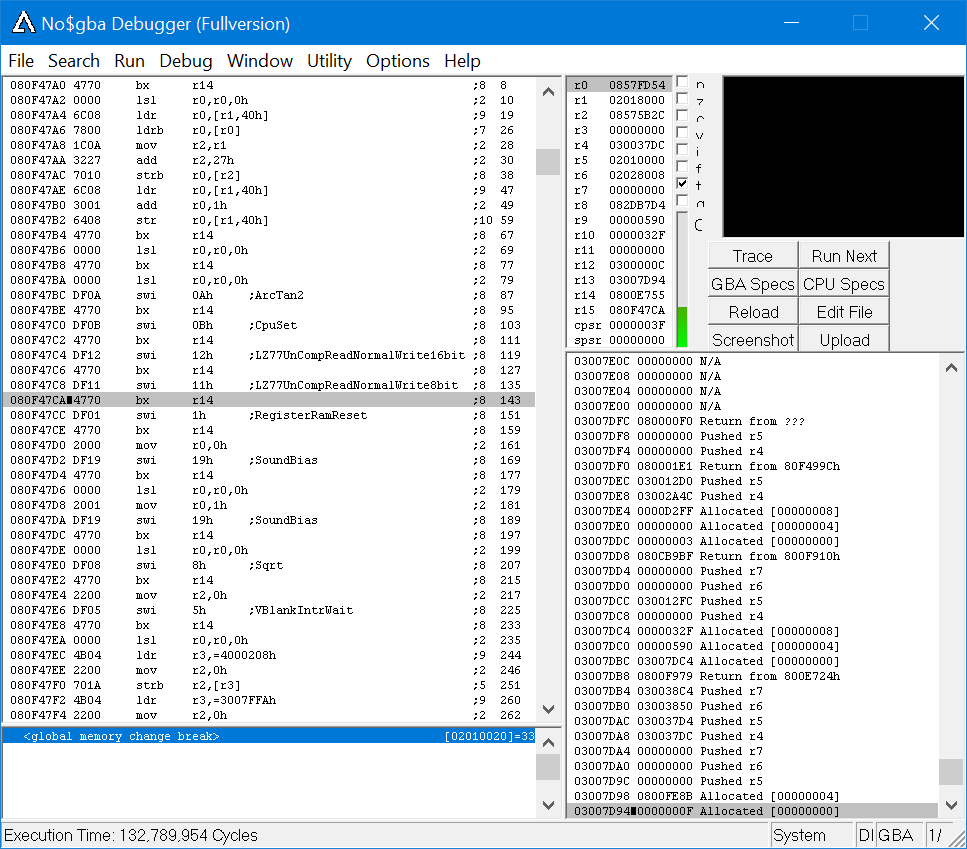 No$gba Debugger (Fullversion)
File Search Run Debug Window Utility Options Help
080F47A0 4770 bx r14 ;8 8
080F47A2 0000 lsl r0,r0,0h ;2 10
080F47A4 6C08 ldr r0,[r1,40h] ;9 19
080F47A6 7800 ldrb r0,[r0] ;7 26
080F47A8 1C0A mov r2,r1 ;2 28
080F47AA 3227 add r2,27h ;2 30
080F47AC 7010 strb r0,[r2] ;8 38
080F47AE 6C08 ldr r0,[r1,40h] ;9 47
080F47B0 3001 add r0,1h ;2 49
080F47B2 6408 str r0,[r1,40h] ;10 59
080F47B4 4770 bx r14 ;8 67
080F47B6 0000 lsl r0,r0,0h ;2 69
080F47B8 4770 bx r14 ;8 77
080F47BA 0000 lsl r0,r0,0h ;2 79
080F47BC DF0A swi 0Ah ;ArcTan2 ;8 87
080F47BE 4770 bx r14 ;8 95
080F47C0 DF0B swi 0Bh ;CpuSet ;8 103
080F47C2 4770 bx r14 ;8 111
080F47C4 DF12 swi 12h ;LZ77UnCompReadNormalWrite16bit ;8 119
080F47C6 4770 bx r14 ;8 127
080F47C8 DF11 swi 11h ;LZ77UnCompReadNormalWrite8bit ;8 135
080F47CA 4770 bx r14 ;8 143
080F47CC DF01 swi 1h ;RegisterRamReset ;8 151
080F47CE 4770 bx r14 ;8 159
080F47D0 2000 mov r0,0h ;2 161
080F47D2 DF19 swi 19h ;SoundBias ;8 169
080F47D4 4770 bx r14 ;8 177
080F47D6 0000 lsl r0,r0,0h ;2 179
080F47D8 2001 mov r0,1h ;2 181
080F47DA DF19 swi 19h ;SoundBias ;8 189
080F47DC 4770 bx r14 ;8 197
080F47DE 0000 lsl r0,r0,0h ;2 199
080F47E0 DF08 swi 8h ;Sqrt ;8 207
080F47E2 4770 bx r14 ;8 215
080F47E4 2200 mov r2,0h ;2 217
080F47E6 DF05 swi 5h ;VBlankIntrWait ;8 225
080F47E8 4770 bx r14 ;8 233
080F47EA 0000 lsl r0,r0,0h ;2 235
080F47EC 4B04 ldr r3,=4000208h ;9 244
080F47EE 2200 mov r2,0h ;2 246
080F47F0 701A strb r2,[r3] ;5 251
080F47F2 4B04 ldr r3,=3007FFAh ;9 260
080F47F4 2200 mov r2,0h ;2 262
<global memory change break> [02010020]=33
r0 0857FD54
r1 02018000
r2 08575B2C
r3 00000000
r4 030037DC
r5 02010000
r6 02028008
r7 00000000
r8 082DB7D4
r9 00000590
r10 0000032F
r11 00000000
r12 0300000C
r13 03007D94
r14 0800E755
r15 080F47CA
cpsr 0000003F
spsr 00000000
n
z
c
v
i
f
t
C
Trace Run Next
GBA Specs CPU Specs
Reload Edit File
Screenshot Upload
03007E0C 00000000 N/A
03007E08 00000000 N/A
03007E04 00000000 N/A
03007E00 00000000 N/A
03007DFC 080000F0 Return from ???
03007DF8 00000000 Pushed r5
03007DF4 00000000 Pushed r4
03007DF0 080001E1 Return from 80F499Ch
03007DEC 030012D0 Pushed r5
03007DE8 03002A4C Pushed r4
03007DE4 0000D2FF Allocated [00000008]
03007DE0 00000000 Allocated [00000004]
03007DDC 00000003 Allocated [00000000]
03007DD8 080CB9BF Return from 800F910h
03007DD4 00000000 Pushed r7
03007DD0 00000000 Pushed r6
03007DCC 030012FC Pushed r5
03007DC8 00000000 Pushed r4
03007DC4 0000032F Allocated [00000008]
03007DC0 00000590 Allocated [00000004]
03007DBC 03007DC4 Allocated [00000000]
03007DB8 0800F979 Return from 800E724h
03007DB4 030038C4 Pushed r7
03007DB0 03003850 Pushed r6
03007DAC 030037D4 Pushed r5
03007DA8 030037DC Pushed r4
03007DA4 00000000 Pushed r7
03007DA0 00000000 Pushed r6
03007D9C 00000000 Pushed r5
03007D98 0800FE8B Allocated [00000004]
03007D94 0000000F Allocated [00000000]
Execution Time: 132,789,954 Cycles System DI GBA 1/